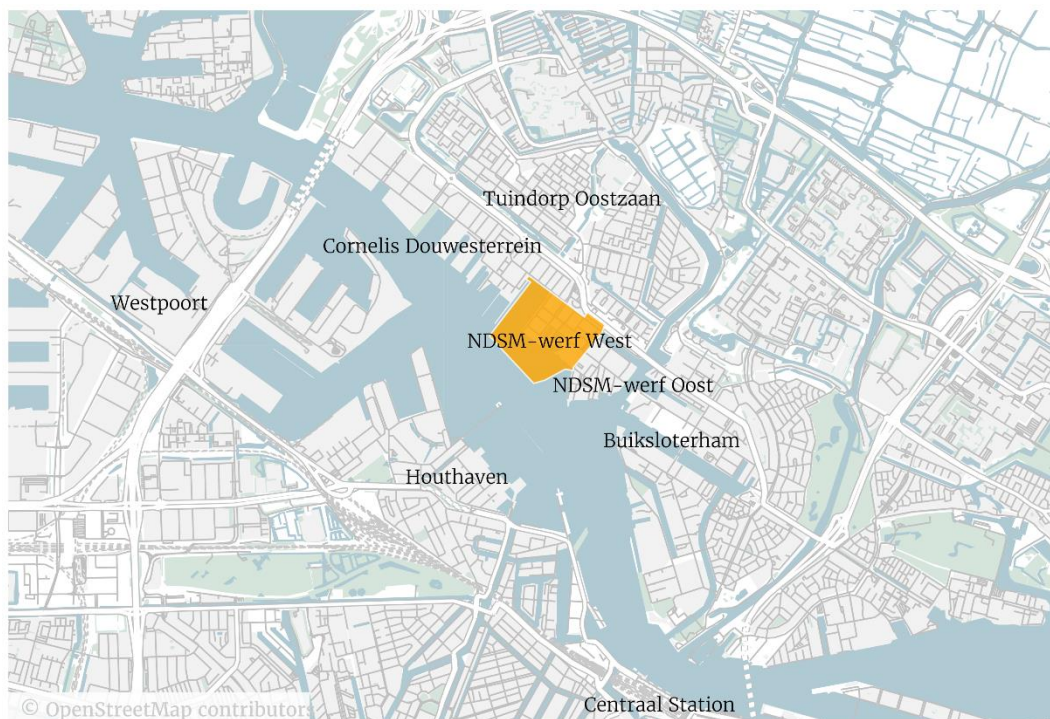 Tuindorp Oostzaan
Cornelis Douwesterrein
Westpoort
NDSM-werf West
NDSM-werf Oost
Buiksloterham
Houthaven
Centraal Station
© OpenStreetMap contributors